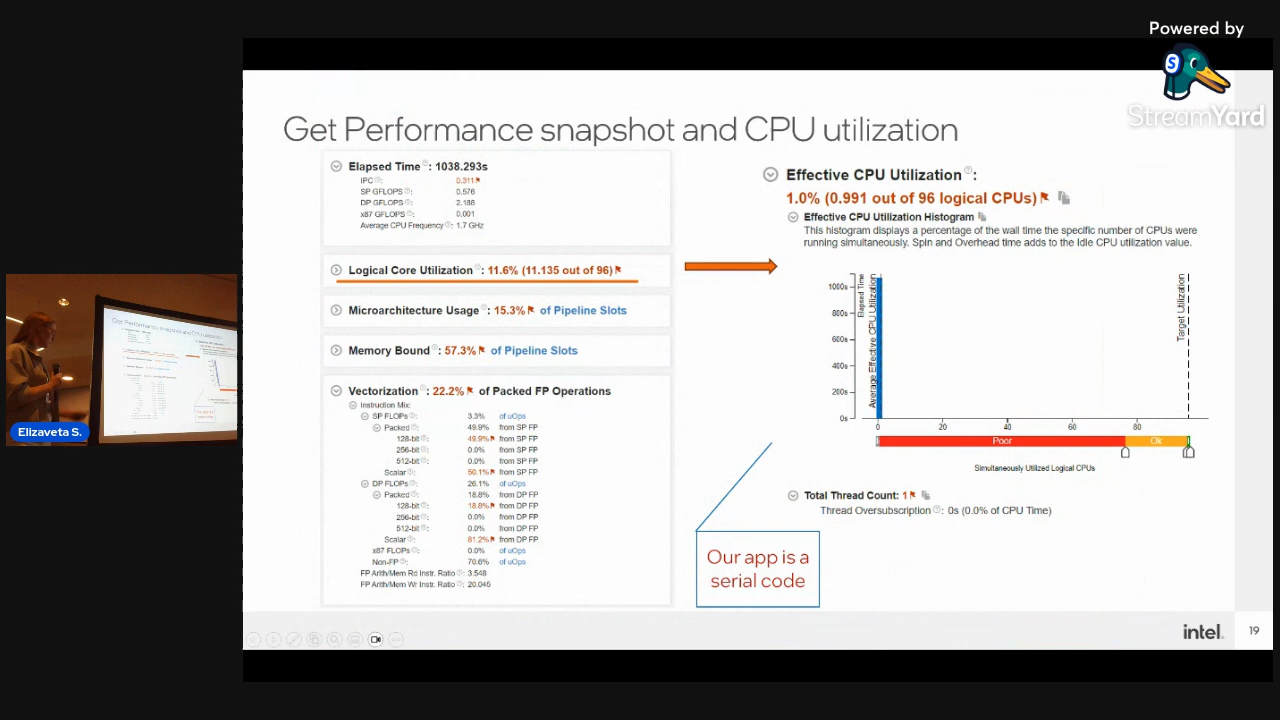 Powered by
StreamYard
Get Performance snapshot and CPU utilization
Elapsed Time: 1038.293s
IPC: 0.311
SP GFLOPS: 0.576
DP GFLOPS: 2.188
x87 GFLOPS: 0.001
Average CPU Frequency: 1.7 GHz
Logical Core Utilization: 11.6% (11.135 out of 96)
Microarchitecture Usage: 15.3% of Pipeline Slots
Memory Bound: 57.3% of Pipeline Slots
Vectorization: 22.2% of Packed FP Operations
Instruction Mix:
SP FLOPs: 3.3% of uOps
Packed: 49.9% from SP FP
128-bit: 49.9% from SP FP
256-bit: 0.0% from SP FP
512-bit: 0.0% from SP FP
Scalar: 50.1% from SP FP
DP FLOPs: 26.1% of uOps
Packed: 18.8% from DP FP
128-bit: 18.8% from DP FP
256-bit: 0.0% from DP FP
512-bit: 0.0% from DP FP
Scalar: 81.2% from DP FP
x87 FLOPs: 0.0% of uOps
Non-FP: 70.6% of uOps
FP Arith/Mem Rd Instr. Ratio: 3.548
FP Arith/Mem Wr Instr. Ratio: 20.045
Effective CPU Utilization:
1.0% (0.991 out of 96 logical CPUs)
Effective CPU Utilization Histogram
This histogram displays a percentage of the wall time the specific number of CPUs were
running simultaneously. Spin and Overhead time adds to the Idle CPU utilization value.
Elapsed Time
1000s
800s
600s
400s
200s
0s
Average Effective CPU Utilization
Target Utilization
0 20 40 60 80
Poor Ok
Simultaneously Utilized Logical CPUs
Total Thread Count: 1
Thread Oversubscription: 0s (0.0% of CPU Time)
Our app is a
serial code
intel.
19
Elizaveta S.
Get Performance snapshot and CPU utilization